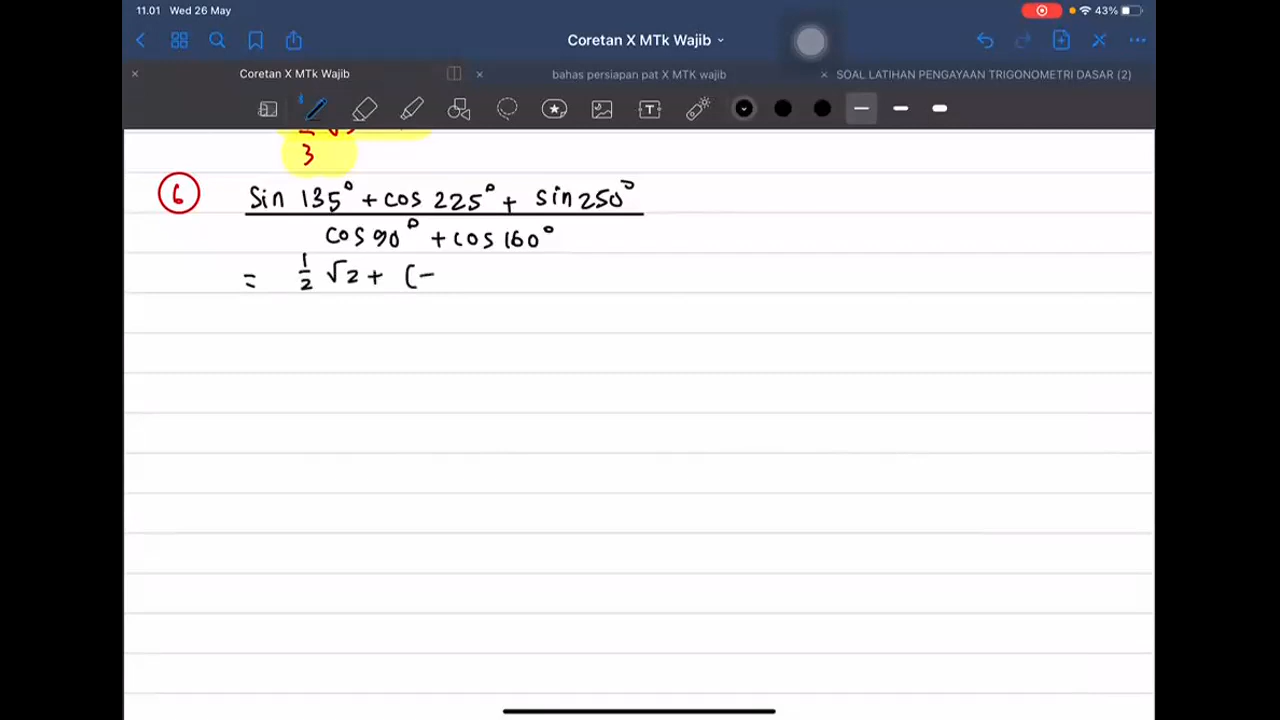 11.01 Wed 26 May
43%
Coretan X MTk Wajib
Coretan X MTk Wajib
bahas persiapan pat X MTK wajib
SOAL LATIHAN PENGAYAAN TRIGONOMETRI DASAR (2)
3
6
Sin 135° + cos 225° + sin 250°
cos 90° + cos 160°
= 1/2 √2 + (-